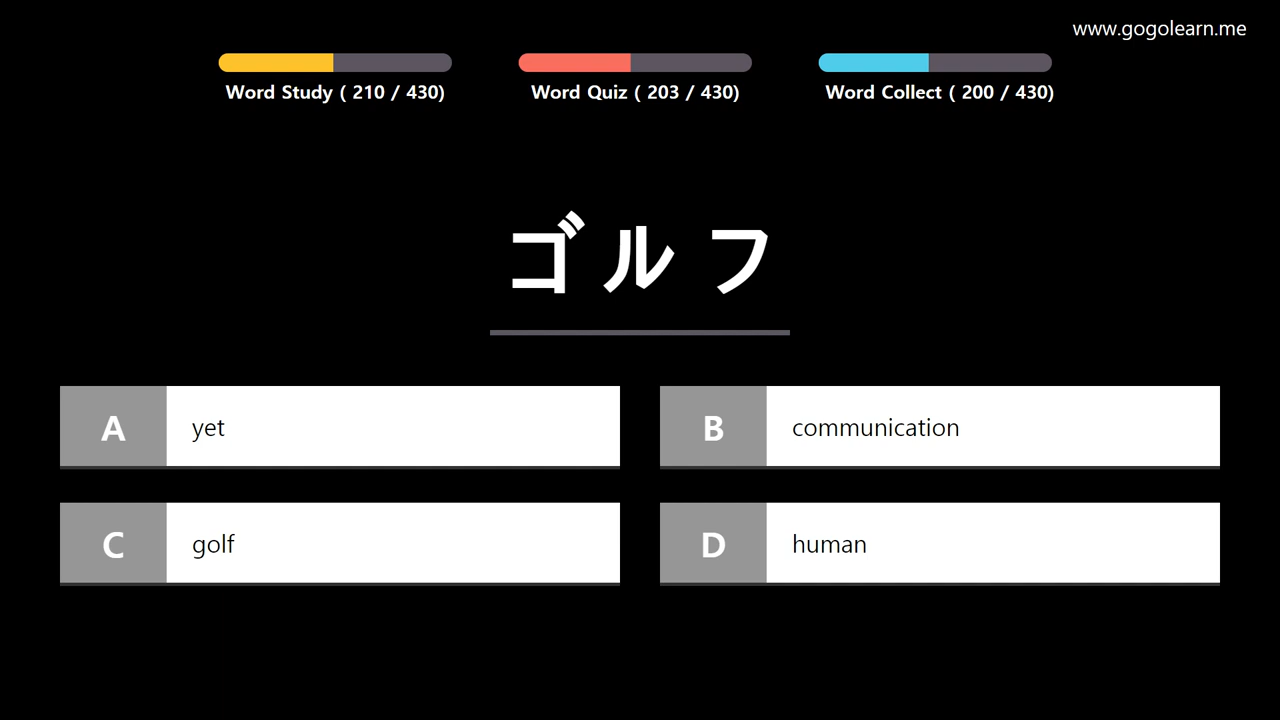 www.gogolearn.me
Word Study ( 210 / 430)
Word Quiz ( 203 / 430)
Word Collect ( 200 / 430)
ゴルフ
A yet
B communication
C golf
D human